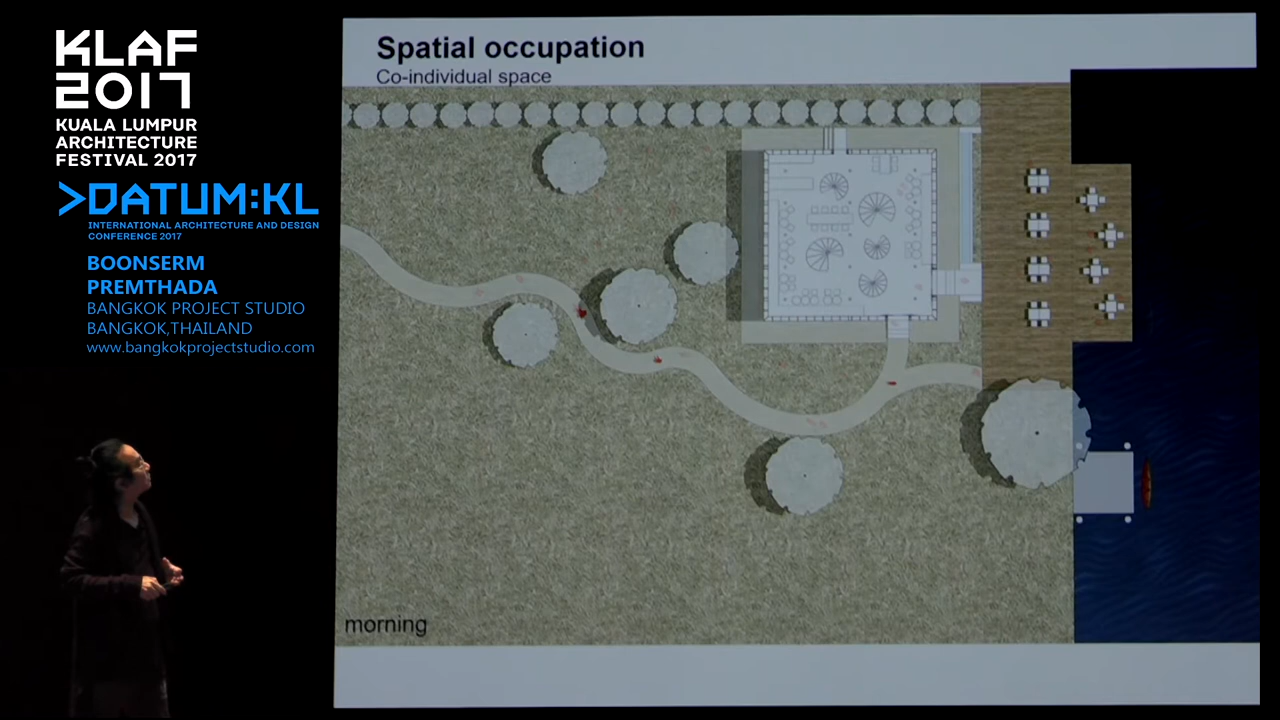 KLAF
2017
KUALA LUMPUR
ARCHITECTURE
FESTIVAL 2017
>DATUM:KL
INTERNATIONAL ARCHITECTURE AND DESIGN
CONFERENCE 2017
BOONSERM
PREMTHADA
BANGKOK PROJECT STUDIO
BANGKOK,THAILAND
www.bangkokprojectstudio.com
Spatial occupation
Co-individual space
morning